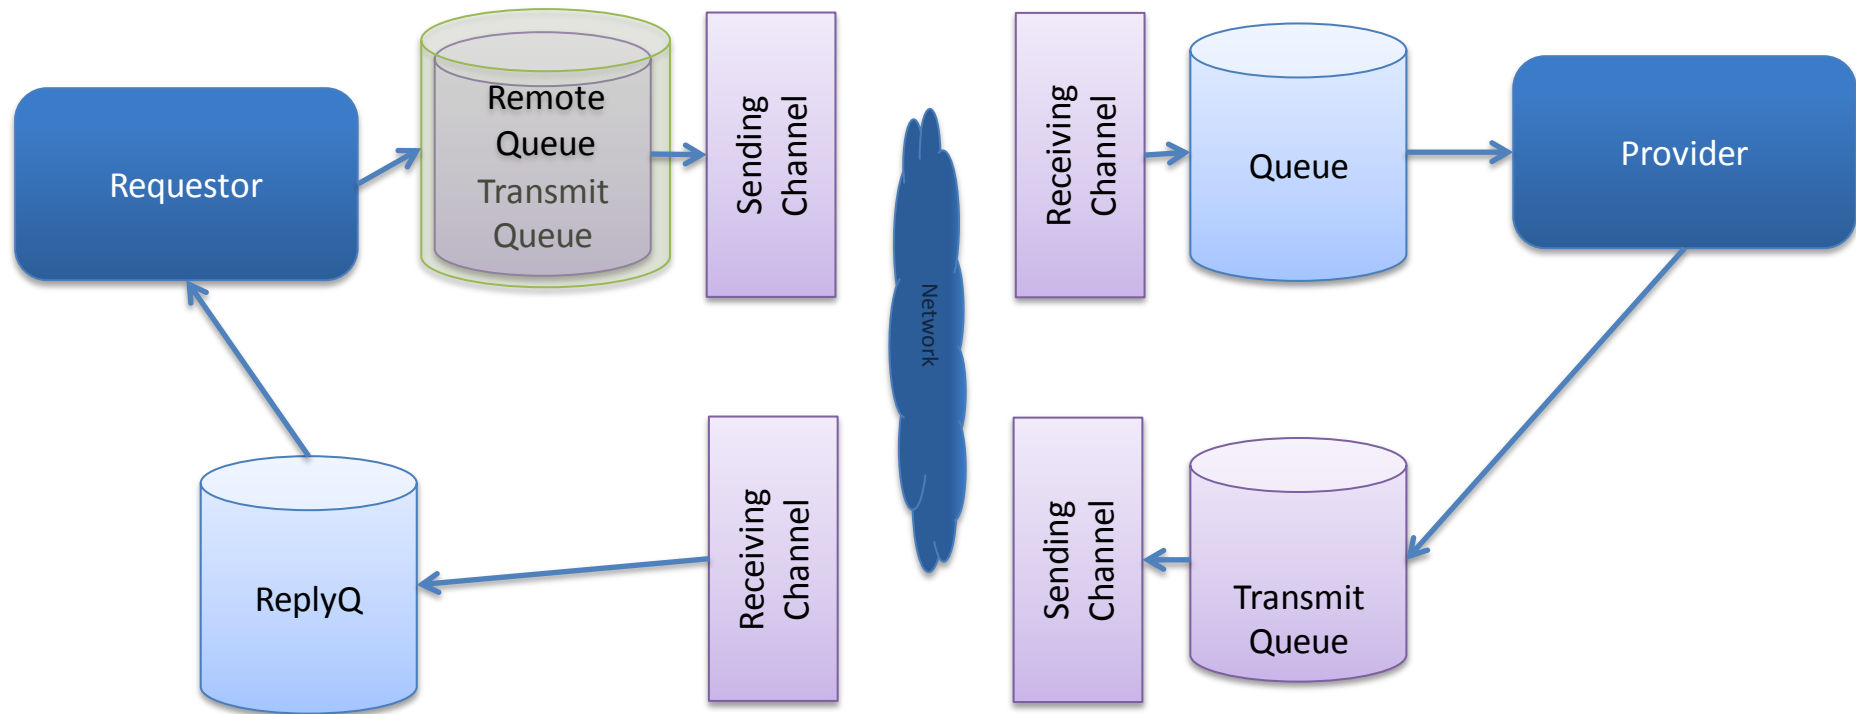 Requestor
Remote
Queue
Transmit
Queue
Sending
Channel
Network
Receiving
Channel
Queue
Provider
ReplyQ
Receiving
Channel
Sending
Channel
Transmit
Queue